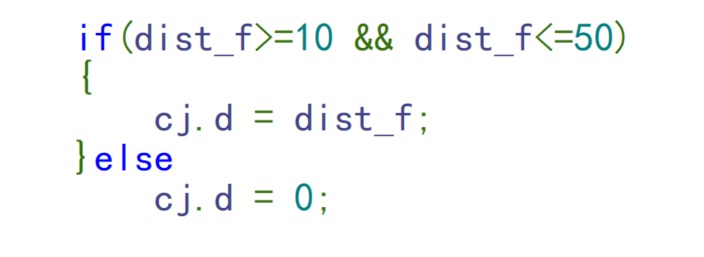 if(dist_f>=10 && dist_f<=50)
{
    cj.d = dist_f;
}else
    cj.d = 0;